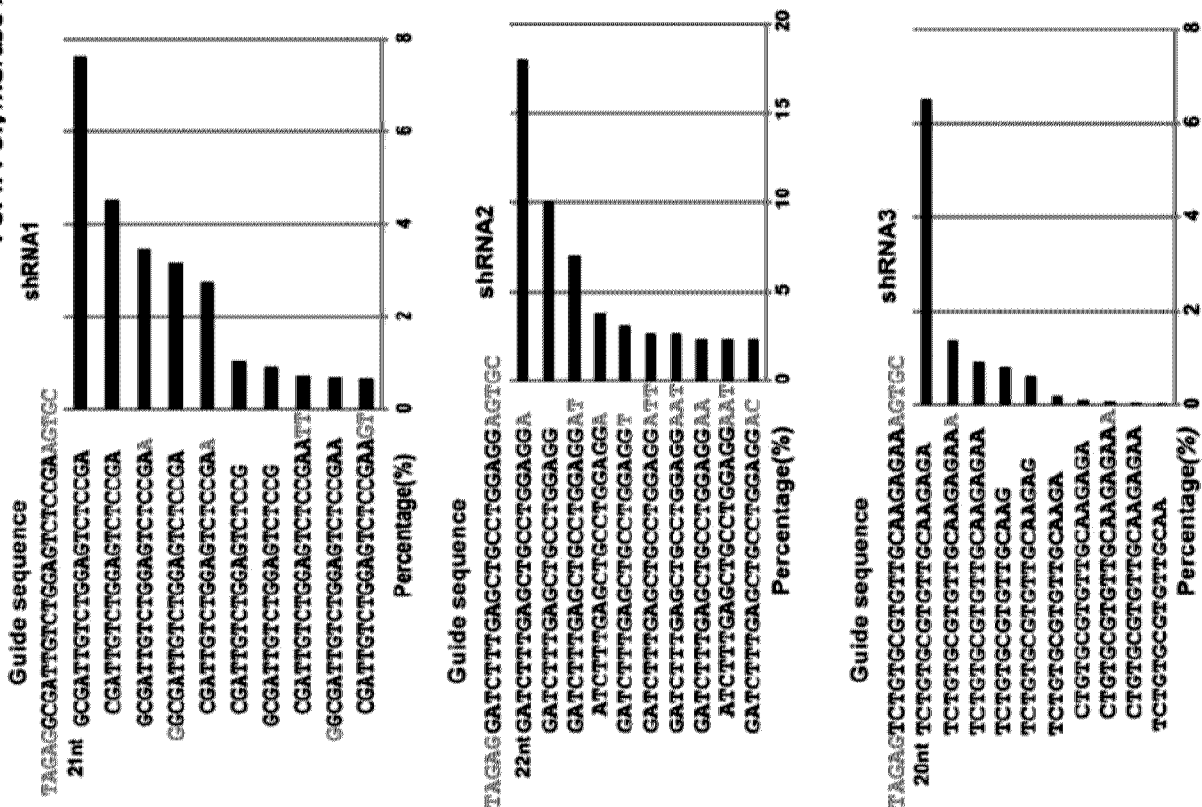 shRNA1
Guide sequence
TAGAGGCGATTGTCTGGAGTCTCCGAAGTGC
21nt GCGATTGTCTGGAGTCTCCGA
CGATTGTCTGGAGTCTCCGA
GCGATTGTCTGGAGTCTCCGAA
GGCGATTGTCTGGAGTCTCCGA
CGATTGTCTGGAGTCTCCGAA
CGATTGTCTGGAGTCTCCG
GCGATTGTCTGGAGTCTCCG
CGATTGTCTGGAGTCTCCGAATT
GGCGATTGTCTGGAGTCTCCGAA
CGATTGTCTGGAGTCTCCGAAGT
0 2 4 6 8
Percentage(%)
shRNA2
Guide sequence
TAGAGGATCTTTGAGCTGCCTGGAGGAGTGC
22nt GATCTTTGAGCTGCCTGGAGGA
GATCTTTGAGCTGCCTGGAGG
GATCTTTGAGCTGCCTGGAGGAT
ATCTTTGAGCTGCCTGGAGGA
GATCTTTGAGCTGCCTGGAGGT
GATCTTTGAGCTGCCTGGAGGATT
GATCTTTGAGCTGCCTGGAGGAAT
GATCTTTGAGCTGCCTGGAGGAA
ATCTTTGAGCTGCCTGGAGGAAT
GATCTTTGAGCTGCCTGGAGGAC
0 5 10 15 20
Percentage(%)
shRNA3
Guide sequence
TAGAGTCTGTGCGTGTTGCAAGAGAAAGTGC
20nt TCTGTGCGTGTTGCAAGAGA
TCTGTGCGTGTTGCAAGAGAAA
TCTGTGCGTGTTGCAAGAGAA
TCTGTGCGTGTTGCAAG
TCTGTGCGTGTTGCAAGAG
TCTGTGCGTGTTGCAAGA
CTGTGCGTGTTGCAAGAGA
CTGTGCGTGTTGCAAGAGAAA
CTGTGCGTGTTGCAAGAGAA
TCTGTGCGTGTTGCAA
0 2 4 6 8
Percentage(%)